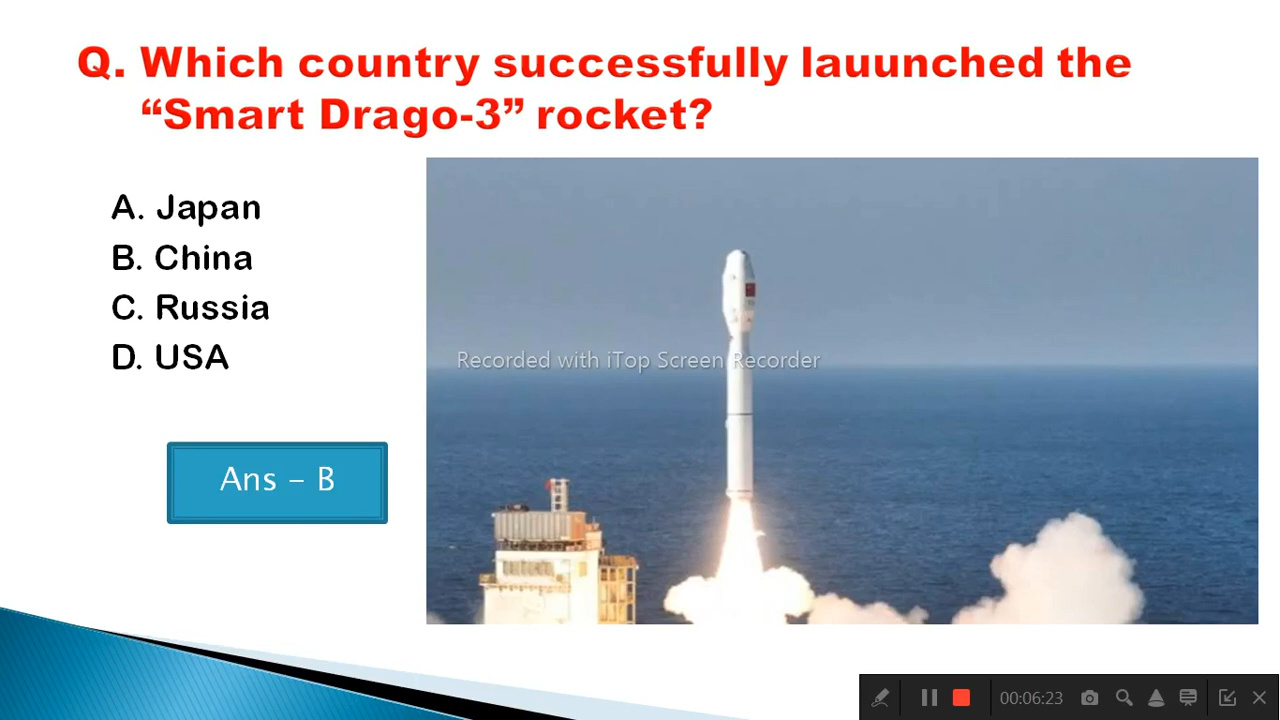 Q. Which country successfully lauunched the
“Smart Drago-3” rocket?
A. Japan
B. China
C. Russia
D. USA
Recorded with iTop Screen Recorder
Ans – B
00:06:23